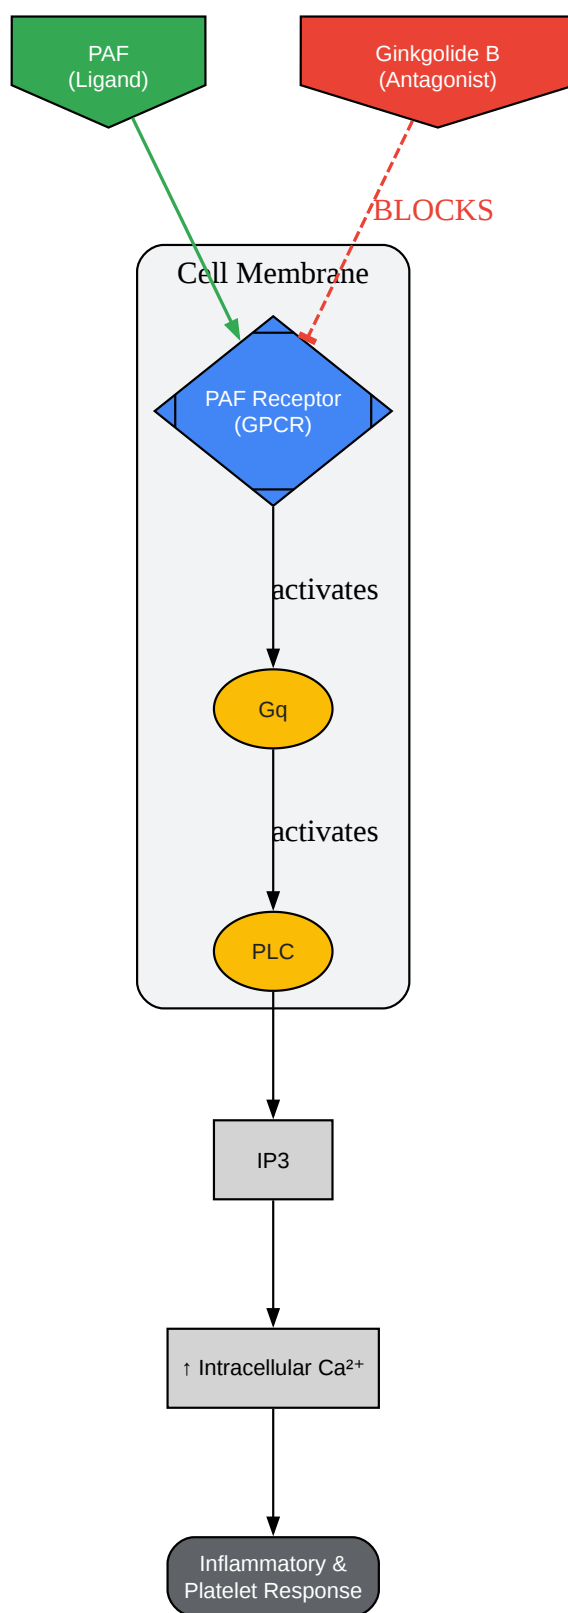 PAF
(Ligand)
Ginkgolide B
(Antagonist)
BLOCKS
Cell Membrane
PAF Receptor
(GPCR)
activates
Gq
activates
PLC
IP3
↑ Intracellular Ca²⁺
Inflammatory &
Platelet Response